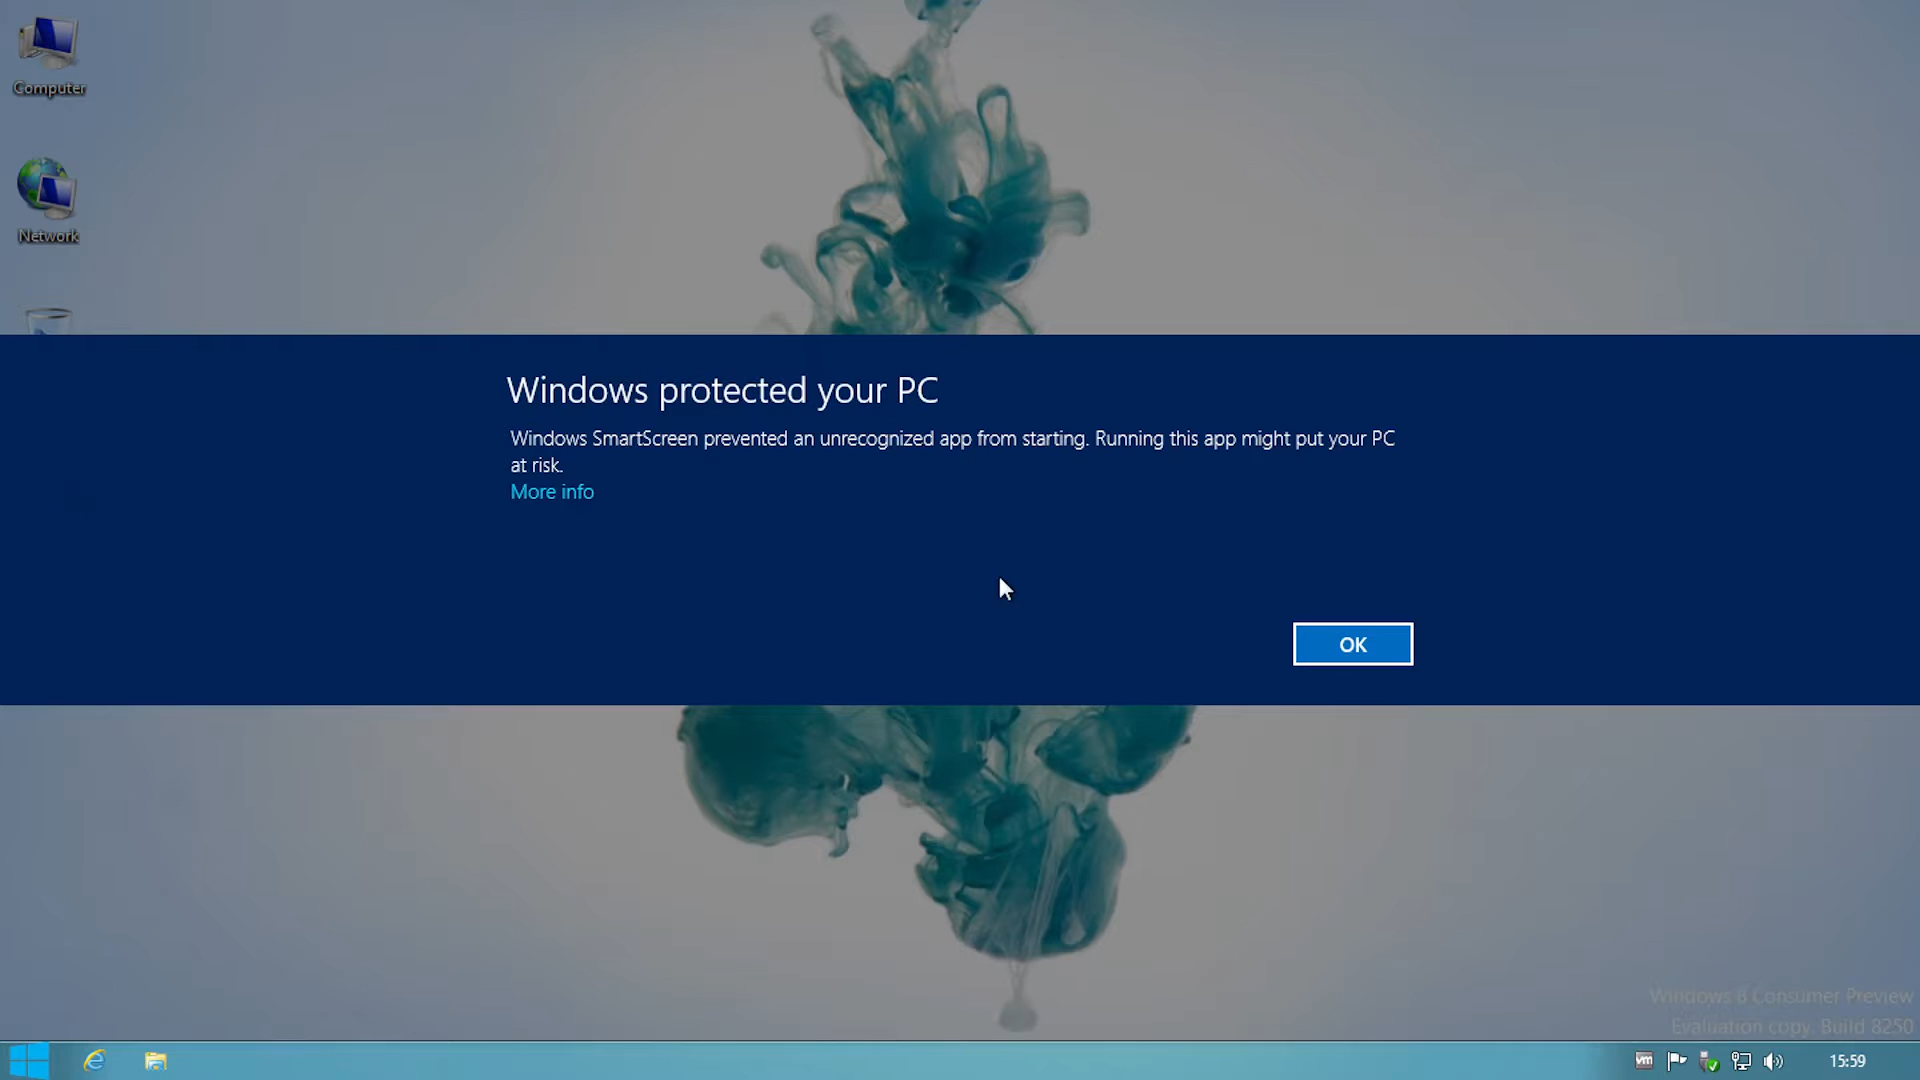 Computer
Network
Windows protected your PC
Windows SmartScreen prevented an unrecognized app from starting. Running this app might put your PC
at risk.
More info
OK
Windows 8 Consumer Preview
Evaluation copy. Build 8250
vm
15:59